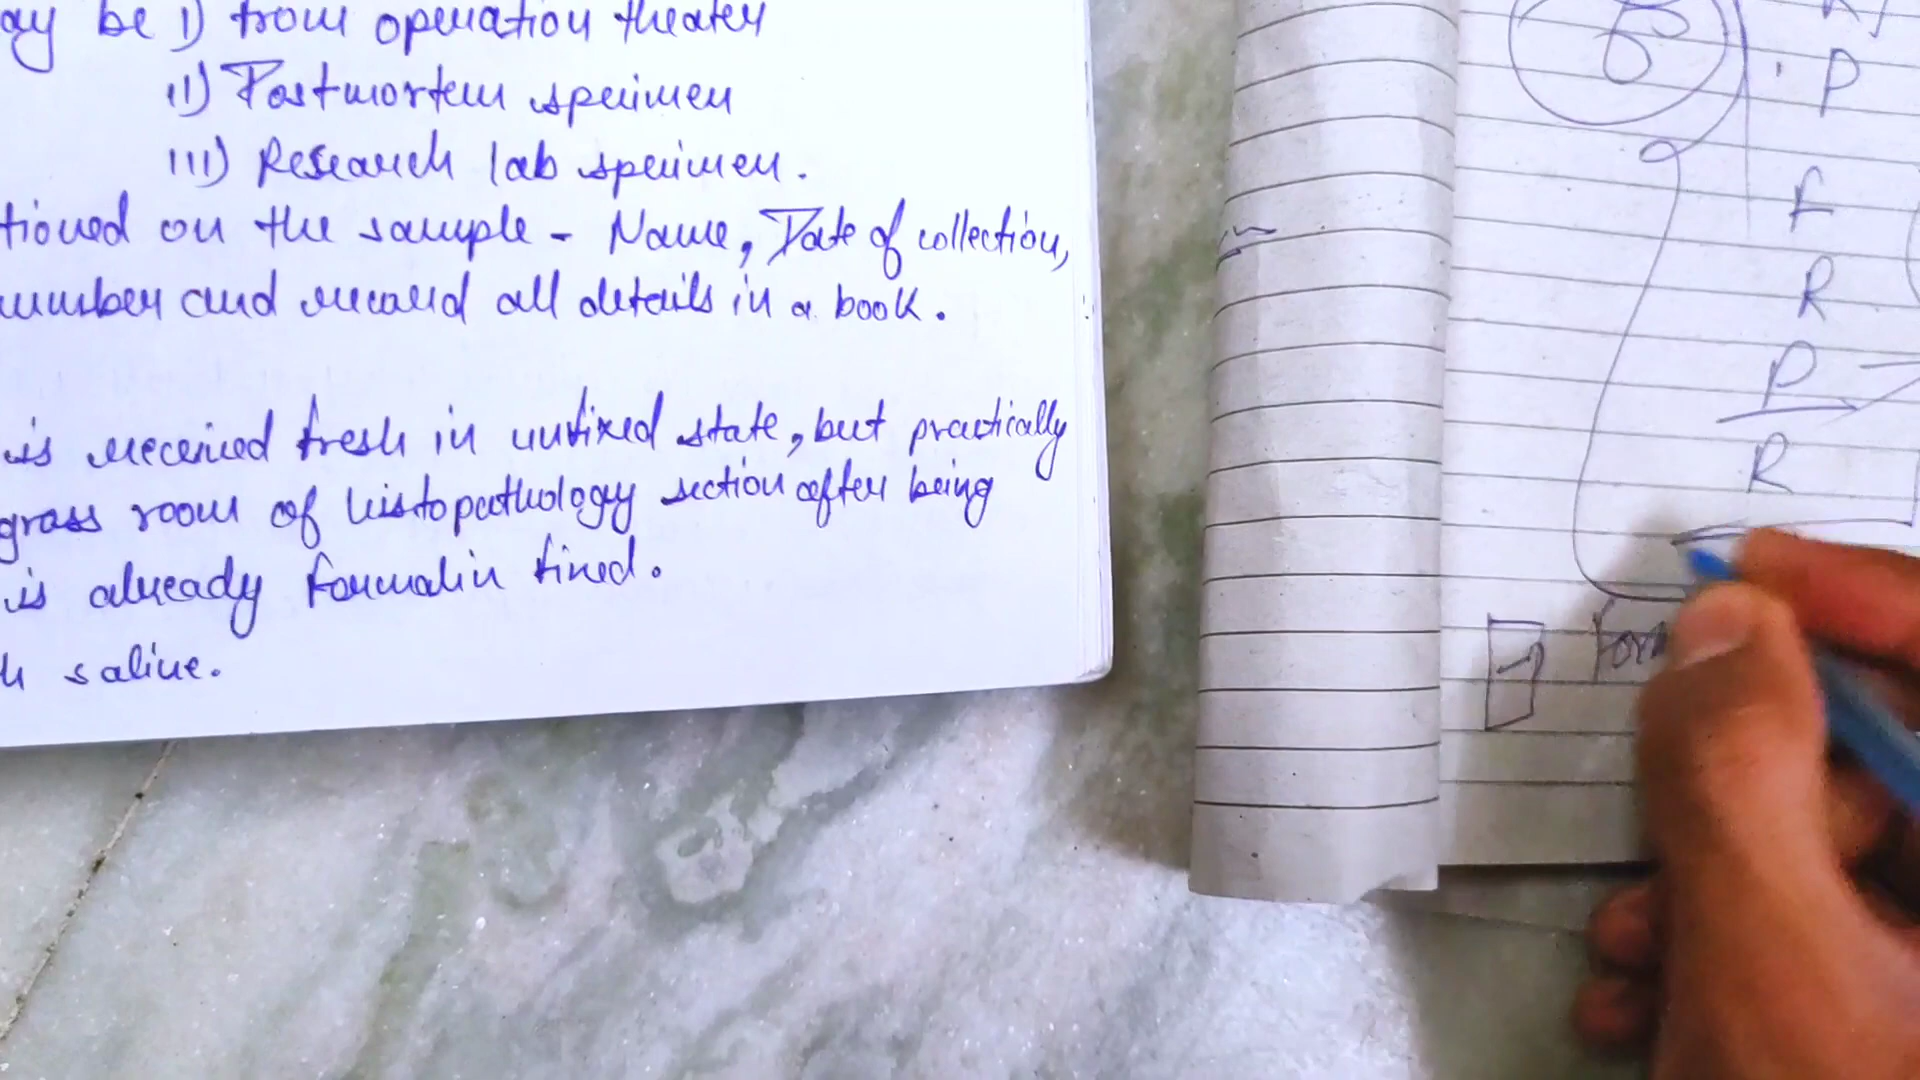 ay be i) from operation theater
ii) Postmortem specimen
iii) Research lab specimen.
tioned on the sample - Name, Date of collection,
number and record all details in a book.
is received fresh in unfixed state, but practically
gross room of histopathology section after being
is already formalin fixed.
h saline.
P
F
R
P
R
Form